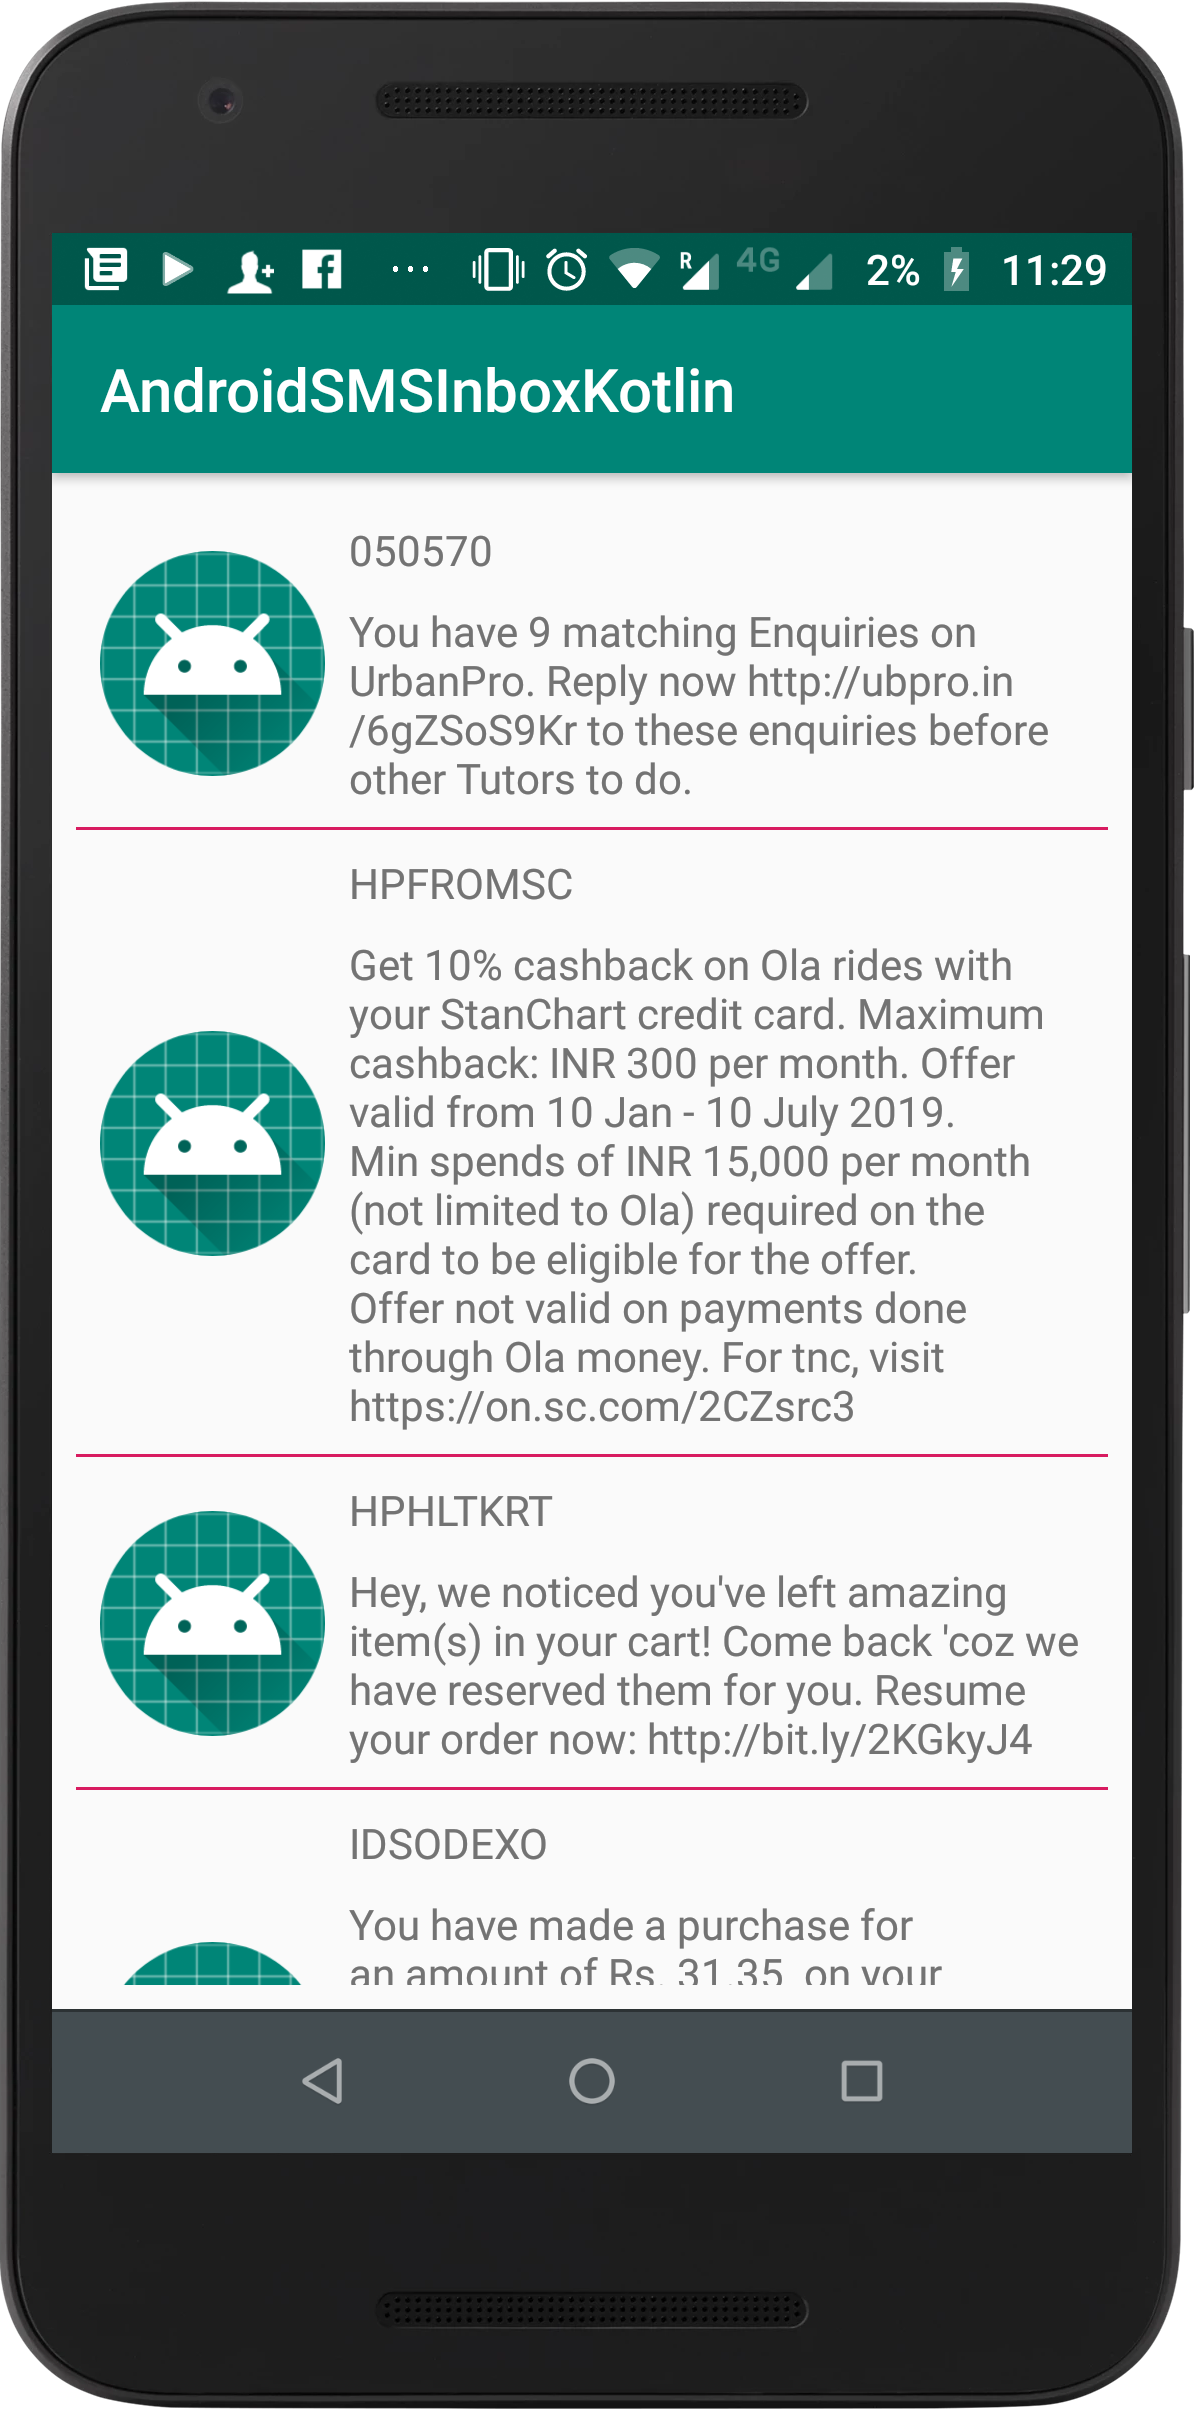 R 4G 2% 11:29
AndroidSMSInboxKotlin
050570
You have 9 matching Enquiries on
UrbanPro. Reply now http://ubpro.in
/6gZSoS9Kr to these enquiries before
other Tutors to do.
HPFROMSC
Get 10% cashback on Ola rides with
your StanChart credit card. Maximum
cashback: INR 300 per month. Offer
valid from 10 Jan - 10 July 2019.
Min spends of INR 15,000 per month
(not limited to Ola) required on the
card to be eligible for the offer.
Offer not valid on payments done
through Ola money. For tnc, visit
https://on.sc.com/2CZsrc3
HPHLTKRT
Hey, we noticed you've left amazing
item(s) in your cart! Come back 'coz we
have reserved them for you. Resume
your order now: http://bit.ly/2KGkyJ4
IDSODEXO
You have made a purchase for
an amount of Rs. 31.35 on your